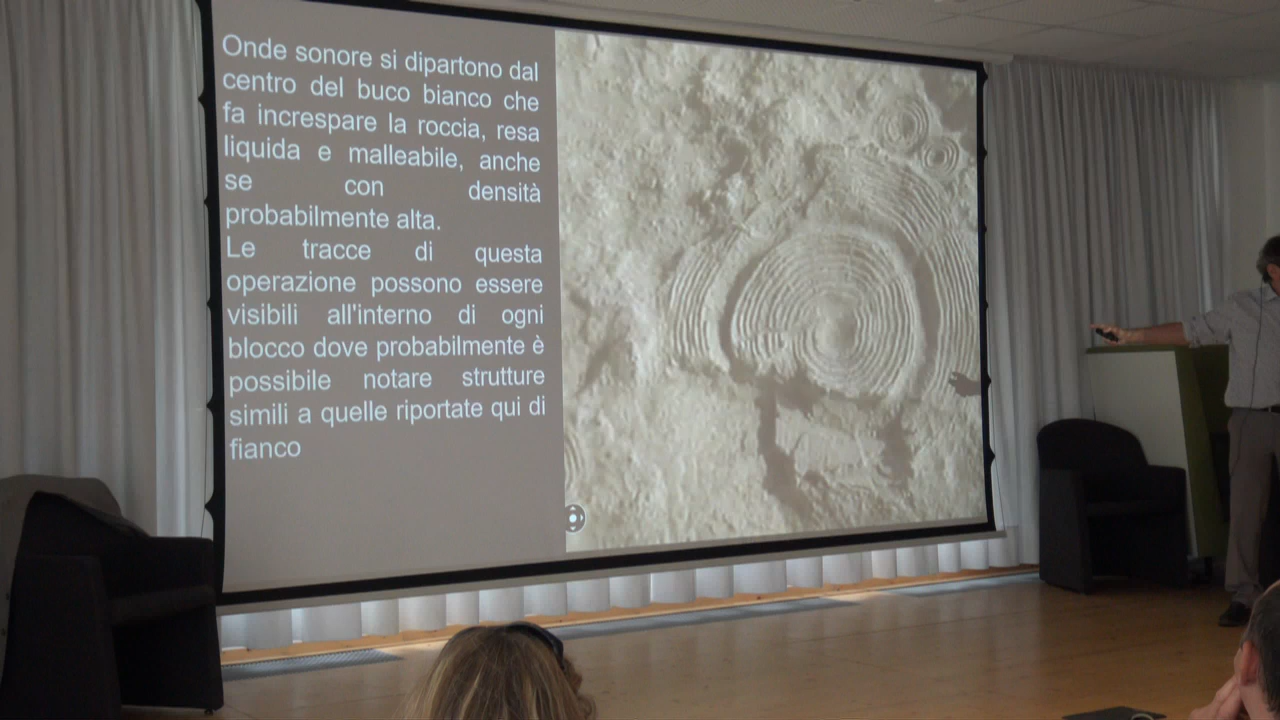 Onde sonore si dipartono dal
centro del buco bianco che
fa increspare la roccia, resa
liquida e malleabile, anche
se con densità
probabilmente alta.
Le tracce di questa
operazione possono essere
visibili all'interno di ogni
blocco dove probabilmente è
possibile notare strutture
simili a quelle riportate qui di
fianco